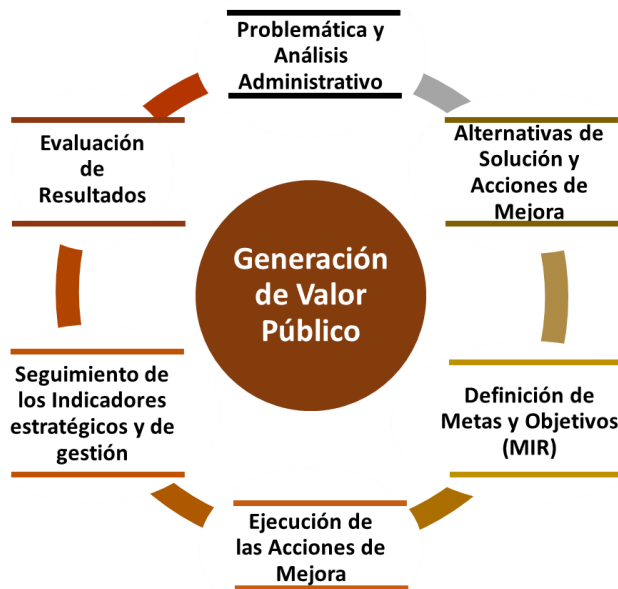 Problemática y
Análisis
Administrativo
Alternativas de
Solución y
Acciones de
Mejora
Definición de
Metas y Objetivos
(MIR)
Ejecución de
las Acciones de
Mejora
Seguimiento de
los Indicadores
estratégicos y de
gestión
Evaluación
de
Resultados
Generación
de Valor
Público